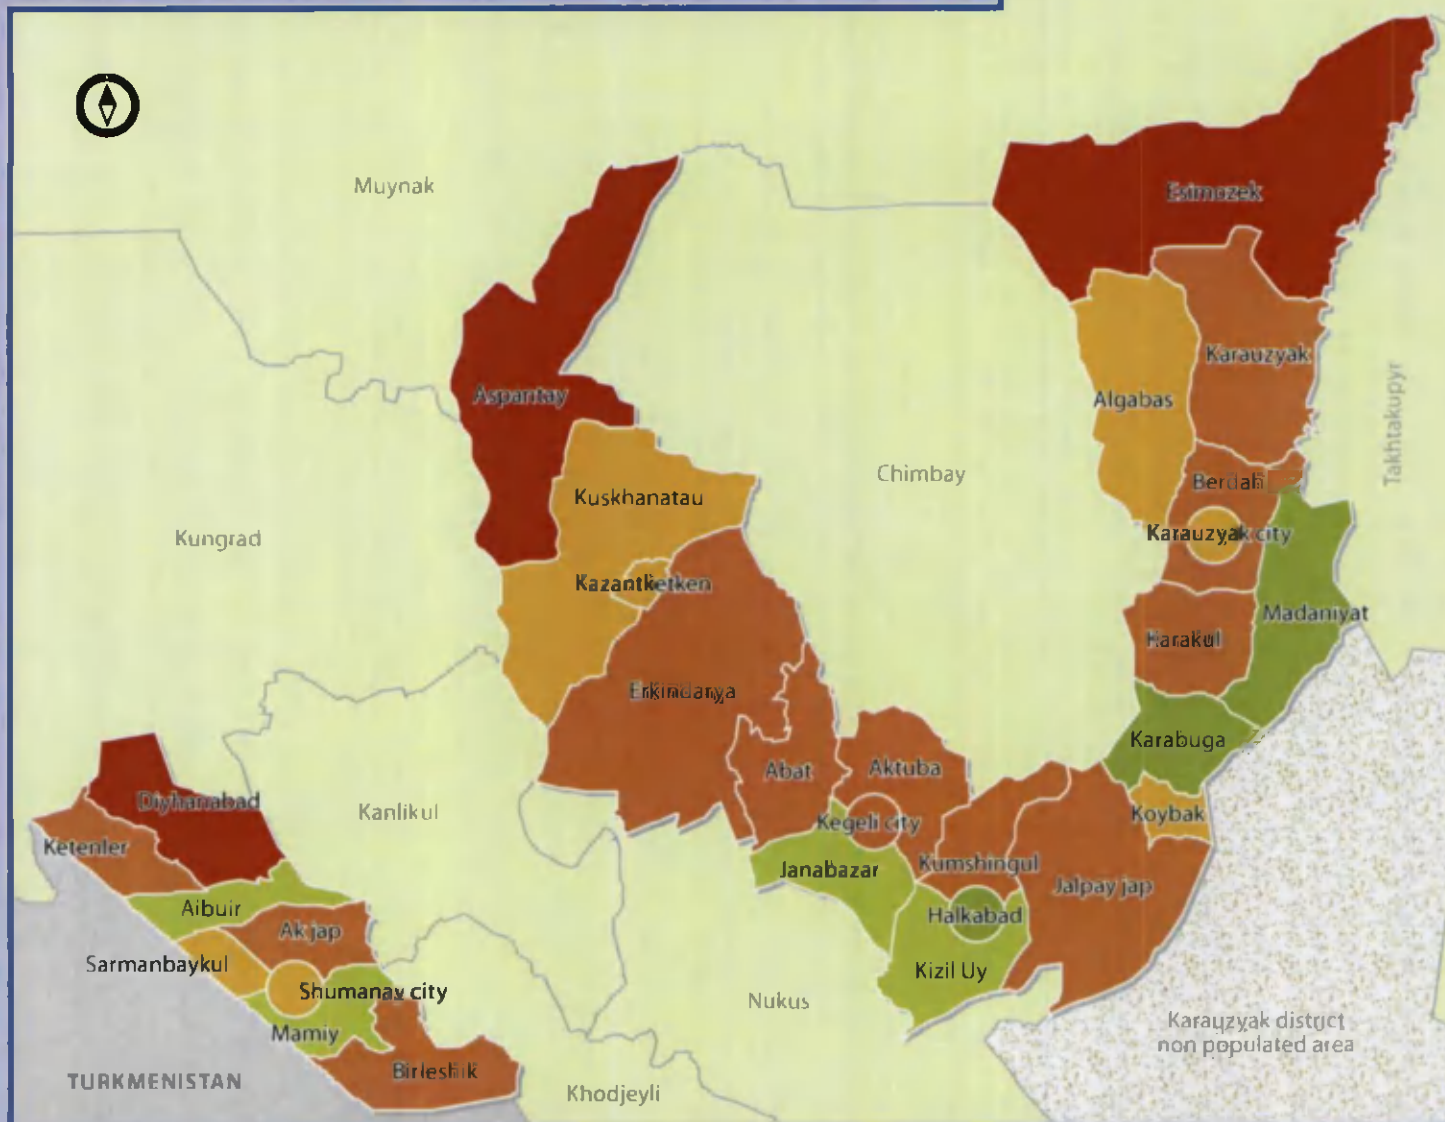 Muynak
Esimozek
Karauzyak
Takhtakupyr
Aspantay
Algabas
Chimbay
Berdah
Kuskhanatau
Kungrad
Karauzyak city
Kazanketken
Madaniyat
Karakul
Erkindarya
Karabuga
Abat
Aktuba
Diyhanabad
Kanlikul
Koybak
Kegeli city
Ketenler
Kumshingul
Janabazar
Jalpay jap
Aibuir
Halkabad
Ak jap
Sarmanbaykul
Kizil Uy
Shumanay city
Nukus
Mamiy
Karauzyak district
non populated area
Birleshik
TURKMENISTAN
Khodjeyli